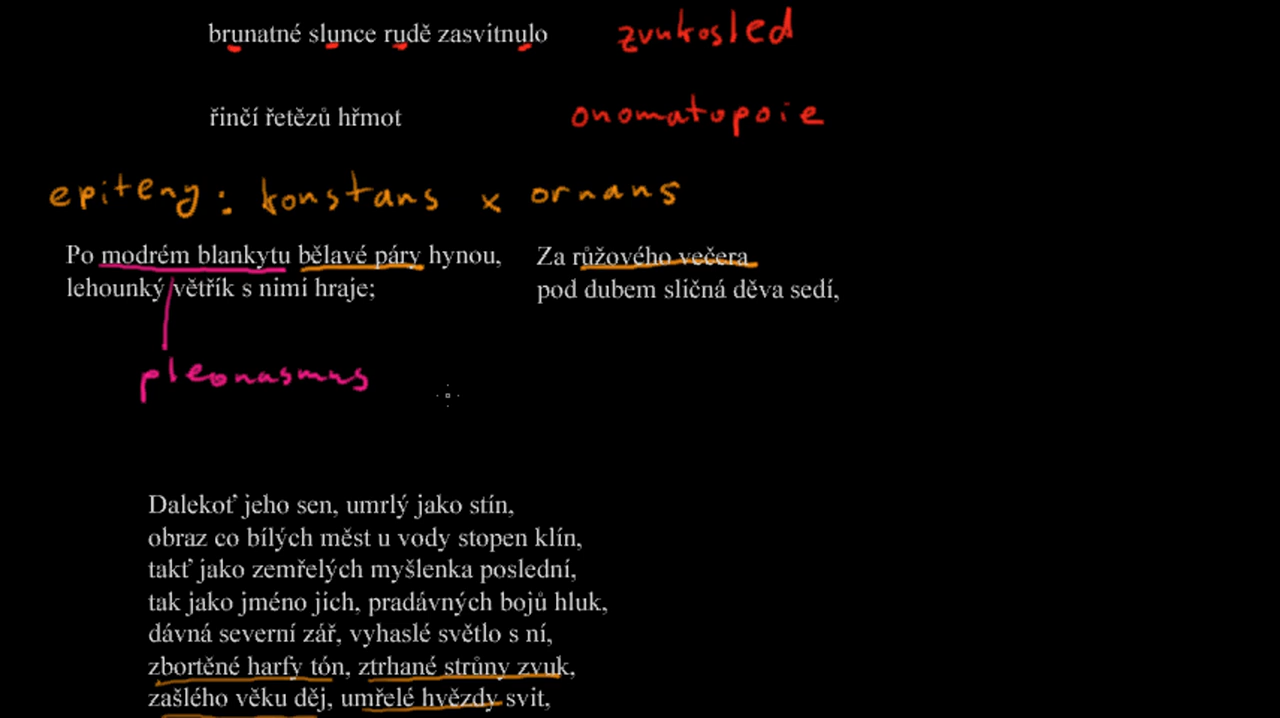 brunatné slunce rudě zasvitnulo zvukosled
řinčí řetězů hřmot onomatopoie
epiteny: konstans x ornans
Po modrém blankytu bělavé páry hynou, Za růžového večera
lehounký větřík s nimi hraje; pod dubem sličná děva sedí,
pleonasmus
Dalekoť jeho sen, umrlý jako stín,
obraz co bílých měst u vody stopen klín,
takť jako zemřelých myšlenka poslední,
tak jako jméno jich, pradávných bojů hluk,
dávná severní zář, vyhaslé světlo s ní,
zbortěné harfy tón, ztrhané strůny zvuk,
zašlého věku děj, umřelé hvězdy svit,